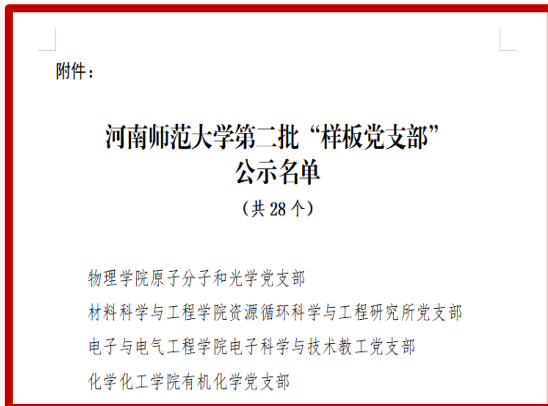 附件：
河南师范大学第二批“样板党支部”
公示名单
（共 28 个）
物理学院原子分子和光学党支部
材料科学与工程学院资源循环科学与工程研究所党支部
电子与电气工程学院电子科学与技术教工党支部
化学化工学院有机化学党支部